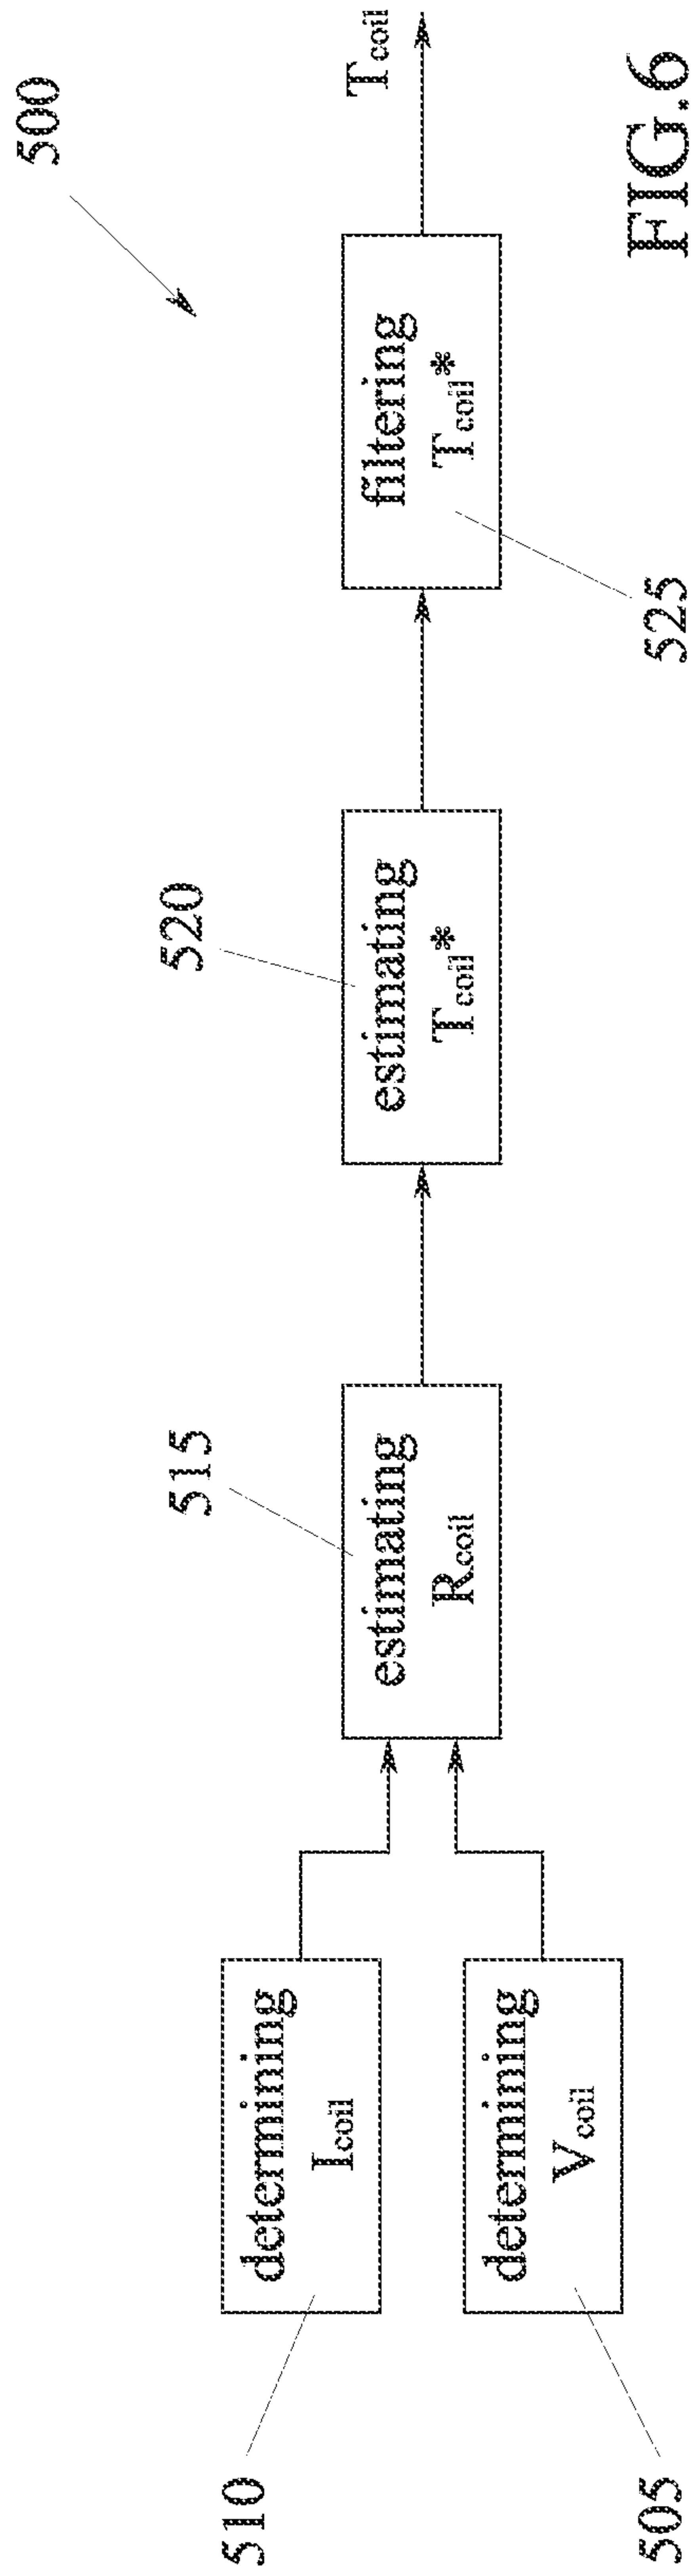 500
510
determining
Icoil
determining
Vcoil
505
515
estimating
Rcoil
520
estimating
Tcoil*
filtering
Tcoil*
525
Tcoil
FIG.6